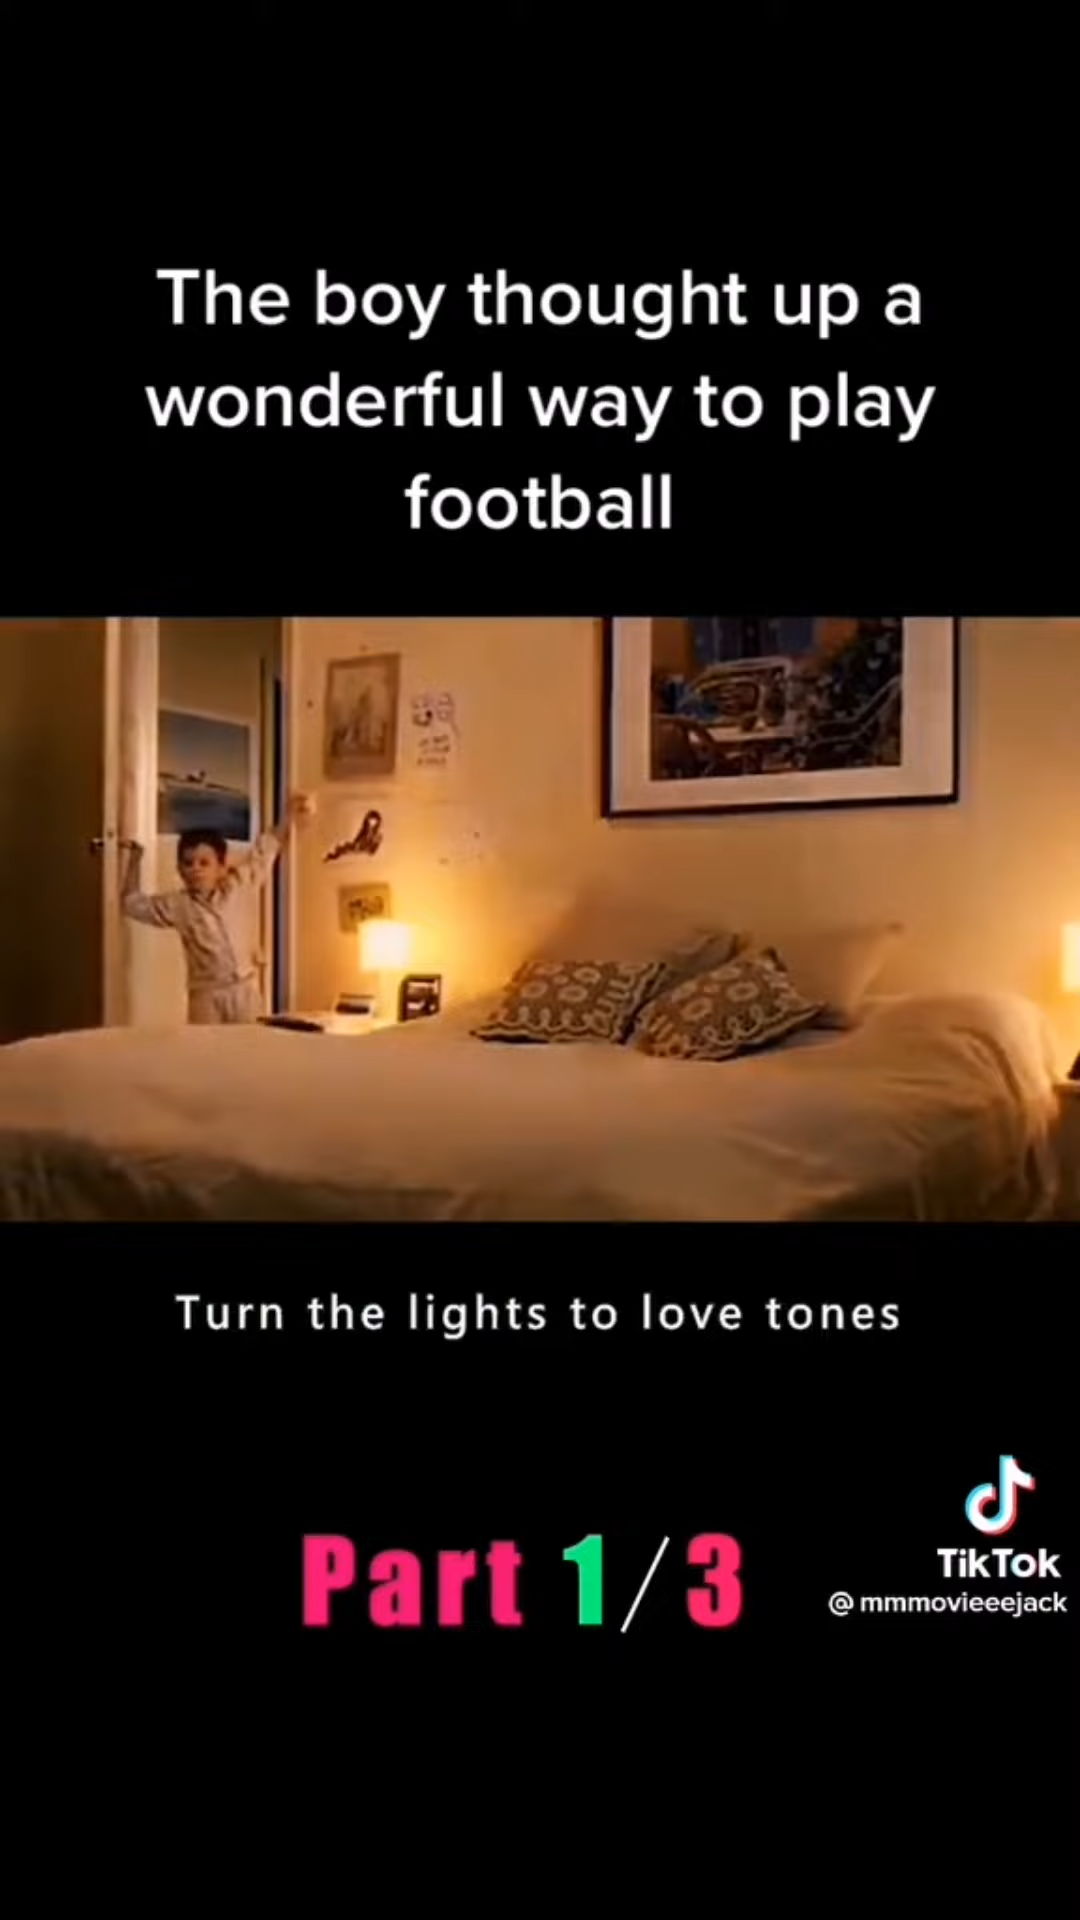 The boy thought up a
wonderful way to play
football
Turn the lights to love tones
Part 1/3
TikTok
@mmmovieeejack